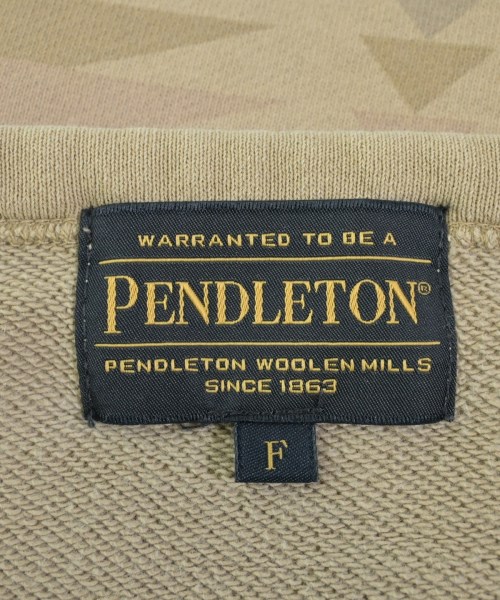 WARRANTED TO BE A
PENDLETON®
PENDLETON WOOLEN MILLS
SINCE 1863
F